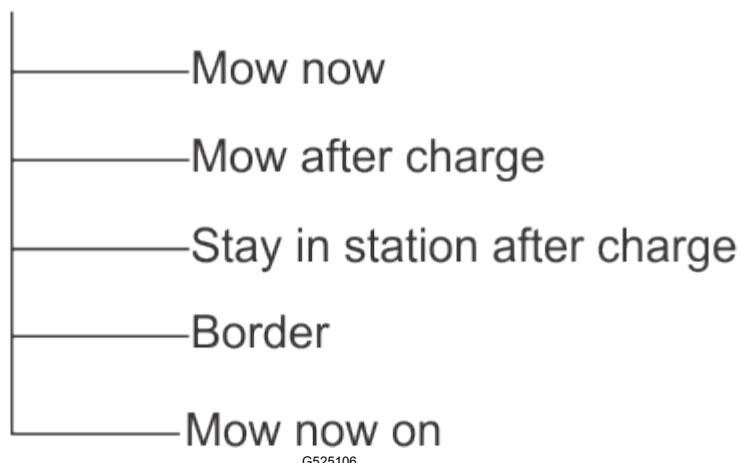 Mow now
Mow after charge
Stay in station after charge
Border
Mow now on
G525106